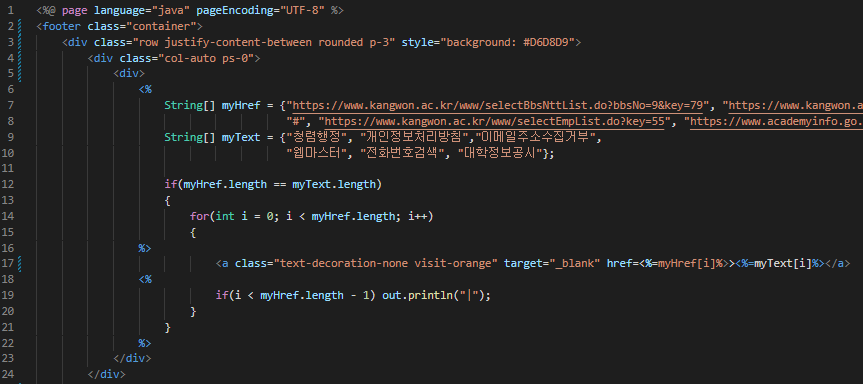 1 <%@ page language="java" pageEncoding="UTF-8" %>
2 <footer class="container">
3 <div class="row justify-content-between rounded p-3" style="background: #D6D8D9">
4 <div class="col-auto ps-0">
5 <div>
6 <%
7 String[] myHref = {"https://www.kangwon.ac.kr/www/selectBbsNttList.do?bbsNo=9&key=79", "https://www.kangwon.a
8 "#", "https://www.kangwon.ac.kr/www/selectEmpList.do?key=55", "https://www.academyinfo.go.
9 String[] myText = {"청렴행정", "개인정보처리방침","이메일주소수집거부",
10 "웹마스터", "전화번호검색", "대학정보공시"};
11
12 if(myHref.length == myText.length)
13 {
14 for(int i = 0; i < myHref.length; i++)
15 {
16 %>
17 <a class="text-decoration-none visit-orange" target="_blank" href=<%=myHref[i]%>><%=myText[i]%></a>
18 <%
19 if(i < myHref.length - 1) out.println("|");
20 }
21 }
22 %>
23 </div>
24 </div>